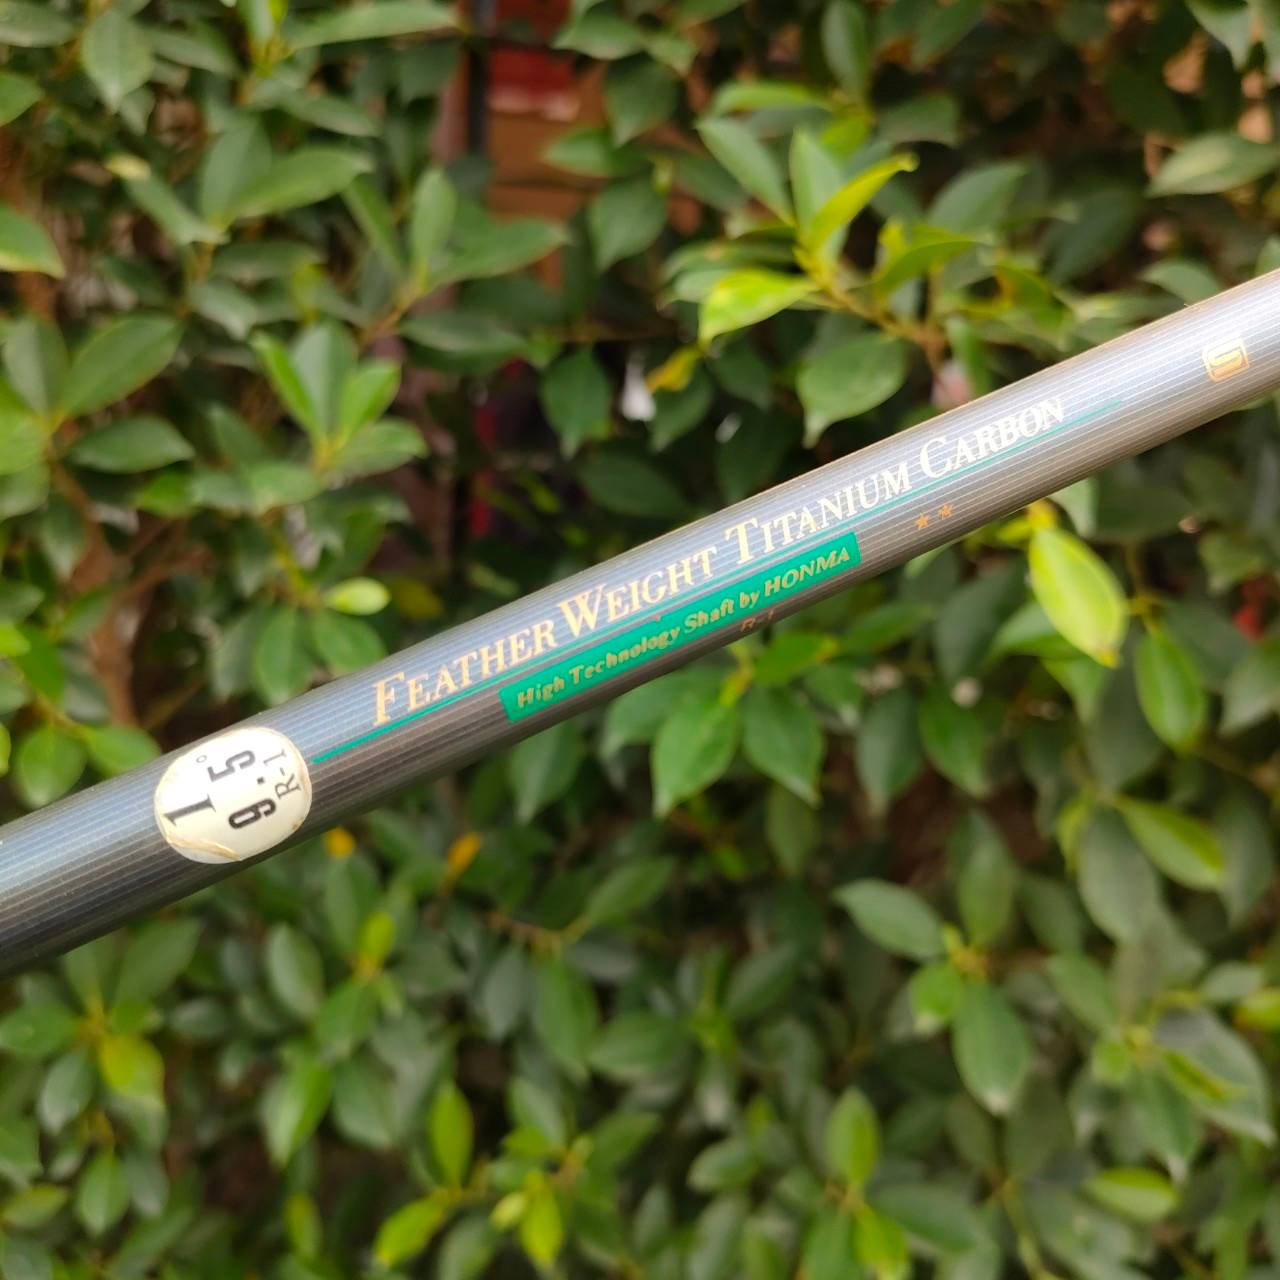 1
9.5°
R-1
FEATHER WEIGHT TITANIUM CARBON
High Technology Shaft by HONMA
★ ★
R-1
S